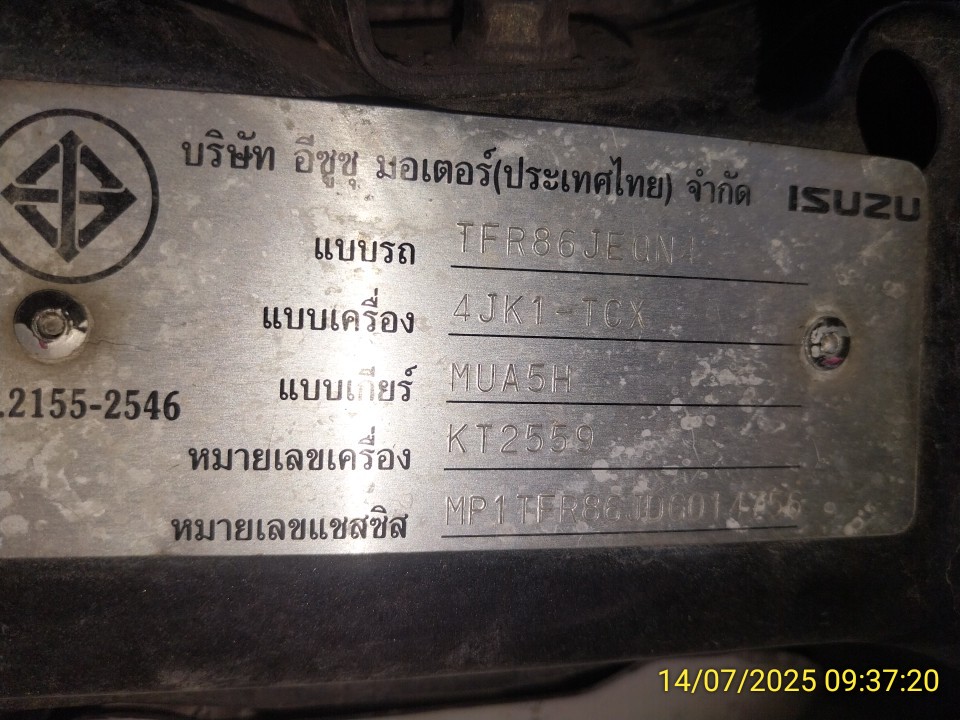 บริษัท อีซูซุ มอเตอร์(ประเทศไทย) จำกัด ISUZU
แบบรถ
แบบเครื่อง 4JK1-TCX
แบบเกียร์ MUA5H
.2155-2546
หมายเลขเครื่อง KT2559
หมายเลขแชสซิส
14/07/2025 09:37:20